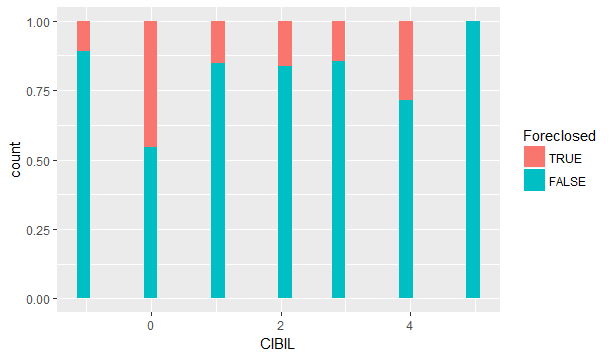 1.00
0.75
0.50
0.25
0.00
count
0 2 4
CIBIL
Foreclosed
TRUE
FALSE